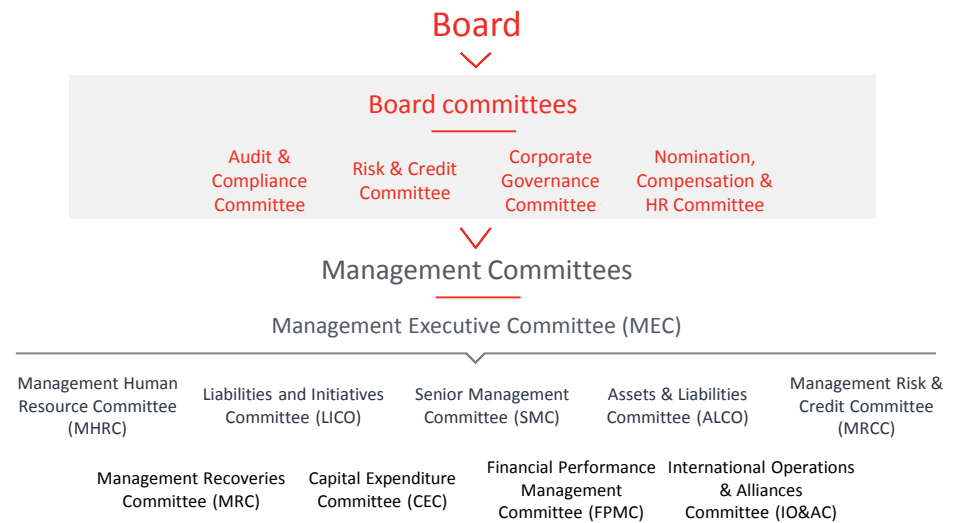 Board
Board committees
Audit &
Compliance
Committee
Risk & Credit
Committee
Corporate
Governance
Committee
Nomination,
Compensation &
HR Committee
Management Committees
Management Executive Committee (MEC)
Management Human
Resource Committee
(MHRC)
Liabilities and Initiatives
Committee (LICO)
Senior Management
Committee (SMC)
Assets & Liabilities
Committee (ALCO)
Management Risk &
Credit Committee
(MRCC)
Management Recoveries
Committee (MRC)
Capital Expenditure
Committee (CEC)
Financial Performance
Management
Committee (FPMC)
International Operations
& Alliances
Committee (IO&AC)